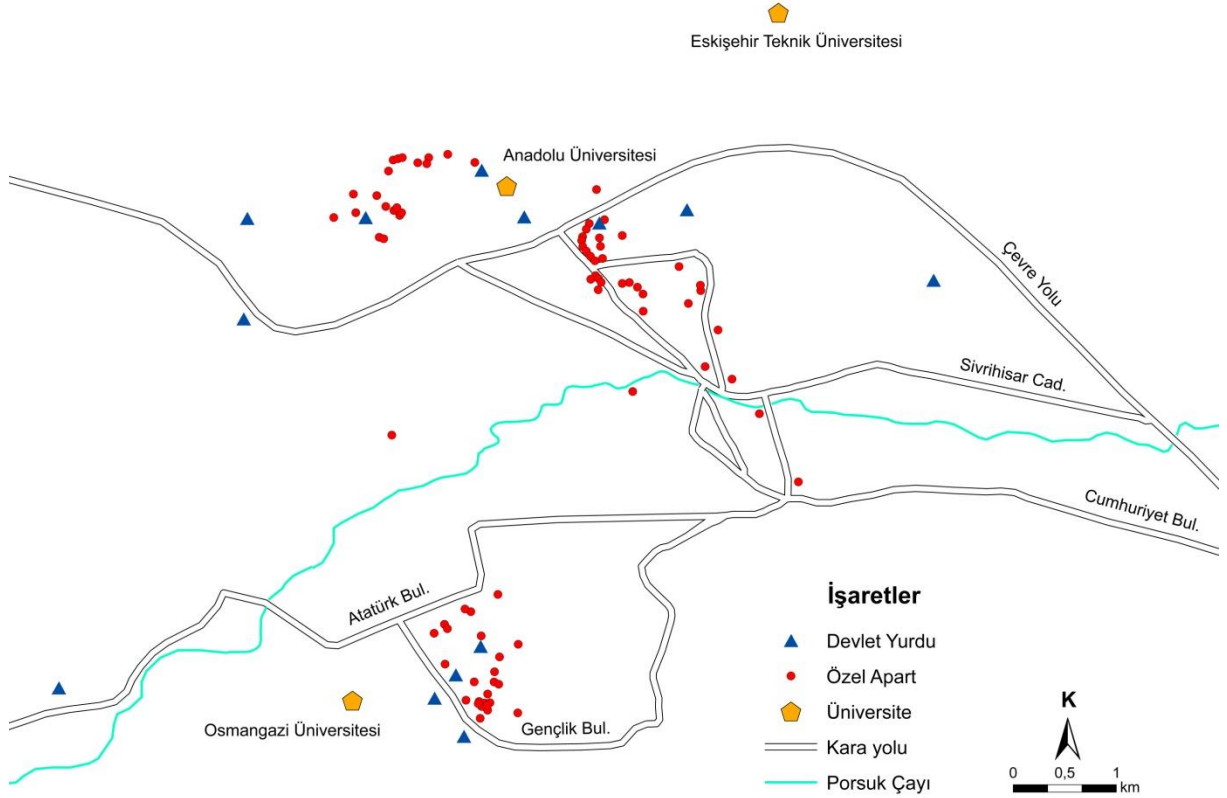 Eskişehir Teknik Üniversitesi
Anadolu Üniversitesi
Çevre Yolu
Sivrihisar Cad.
Cumhuriyet Bul.
Atatürk Bul.
Osmangazi Üniversitesi
Gençlik Bul.
İşaretler
Devlet Yurdu
Özel Apart
Üniversite
Kara yolu
Porsuk Çayı
K
0 0,5 1
km